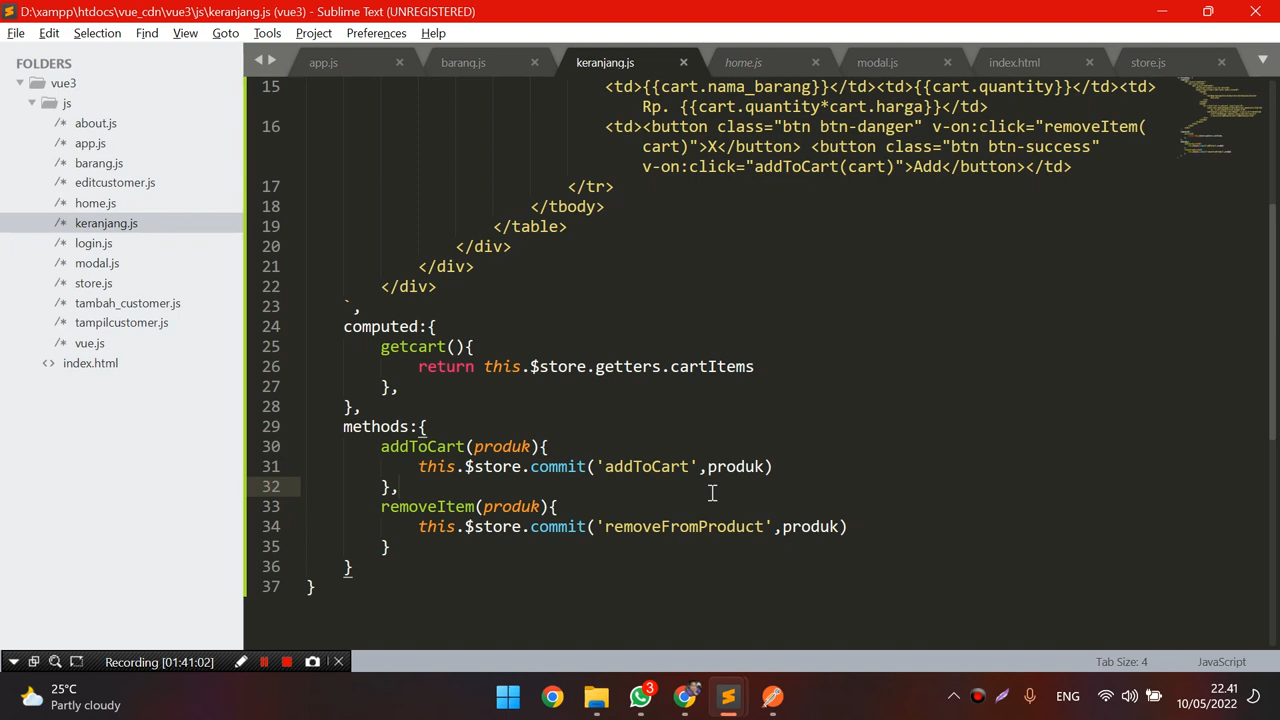 D:\xampp\htdocs\vue_cdn\vue3\js\keranjang.js (vue3) - Sublime Text (UNREGISTERED)
File Edit Selection Find View Goto Tools Project Preferences Help
FOLDERS
vue3
js
/* about.js
/* app.js
/* barang.js
/* editcustomer.js
/* home.js
/* keranjang.js
/* login.js
/* modal.js
/* store.js
/* tambah_customer.js
/* tampilcustomer.js
/* vue.js
<> index.html
app.js barang.js keranjang.js home.js modal.js index.html store.js
15 <td>{{cart.nama_barang}}</td><td>{{cart.quantity}}</td><td>
Rp. {{cart.quantity*cart.harga}}</td>
16 <td><button class="btn btn-danger" v-on:click="removeItem(
cart)">X</button> <button class="btn btn-success"
v-on:click="addToCart(cart)">Add</button></td>
17 </tr>
18 </tbody>
19 </table>
20 </div>
21 </div>
22 </div>
23 `,
24 computed:{
25 getcart(){
26 return this.$store.getters.cartItems
27 },
28 },
29 methods:{
30 addToCart(produk){
31 this.$store.commit('addToCart',produk)
32 },
33 removeItem(produk){
34 this.$store.commit('removeFromProduct',produk)
35 }
36 }
37 }
Recording [01:41:02]
Tab Size: 4 JavaScript
25°C
Partly cloudy
3
ENG
22.41
10/05/2022